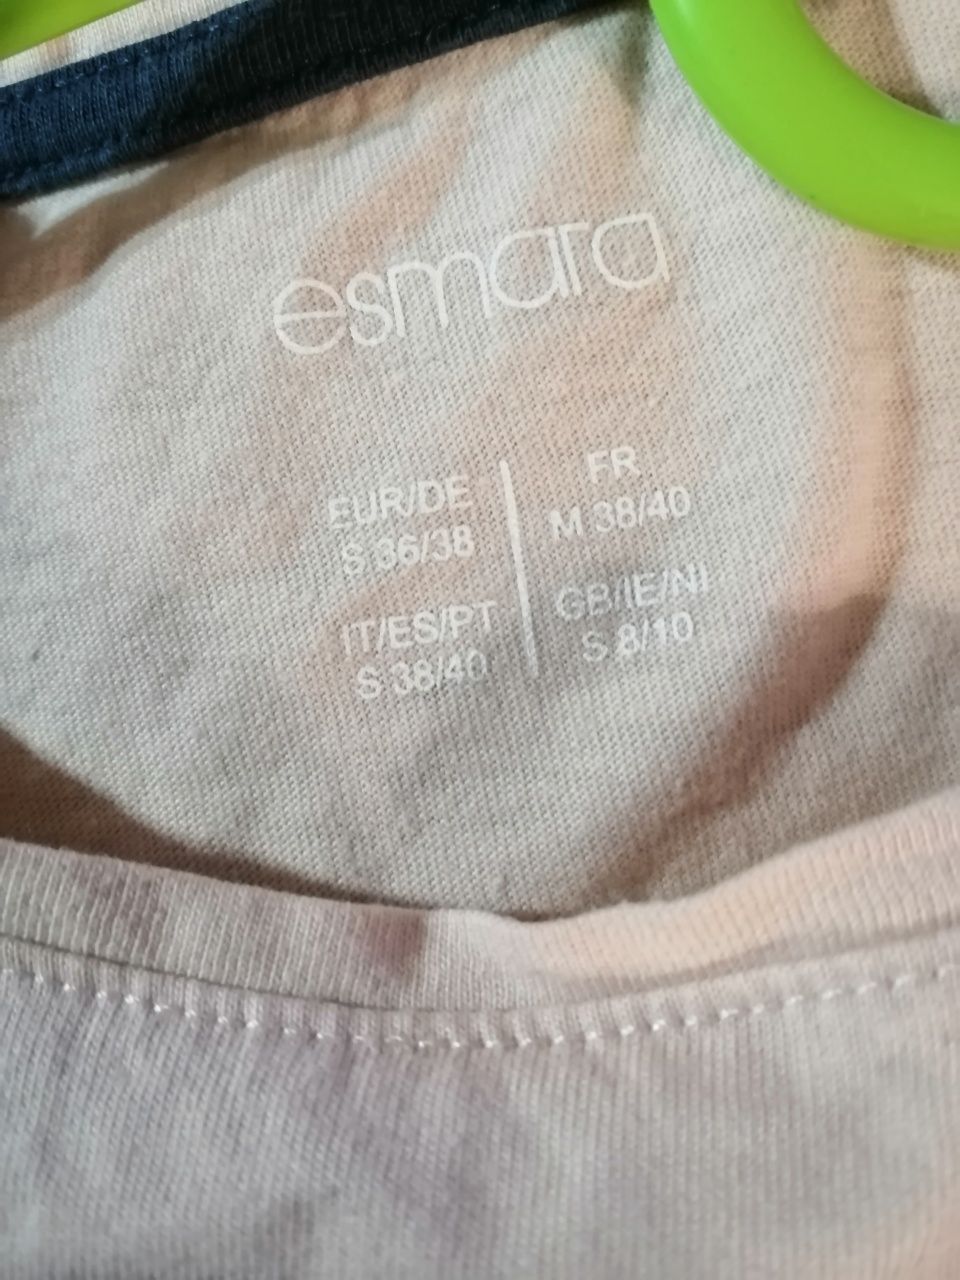 esmara
EUR/DE
S 36/38
FR
M 38/40
IT/ES/PT
S 38/40
GB/IE/NI
S 8/10